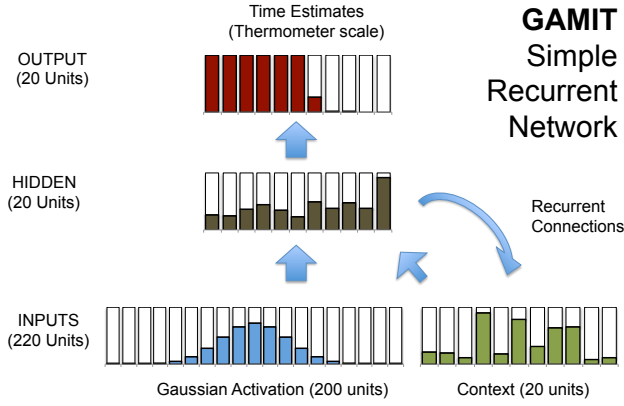 Time Estimates
(Thermometer scale)
GAMIT
Simple
Recurrent
Network
OUTPUT
(20 Units)
HIDDEN
(20 Units)
Recurrent
Connections
INPUTS
(220 Units)
Gaussian Activation (200 units)
Context (20 units)